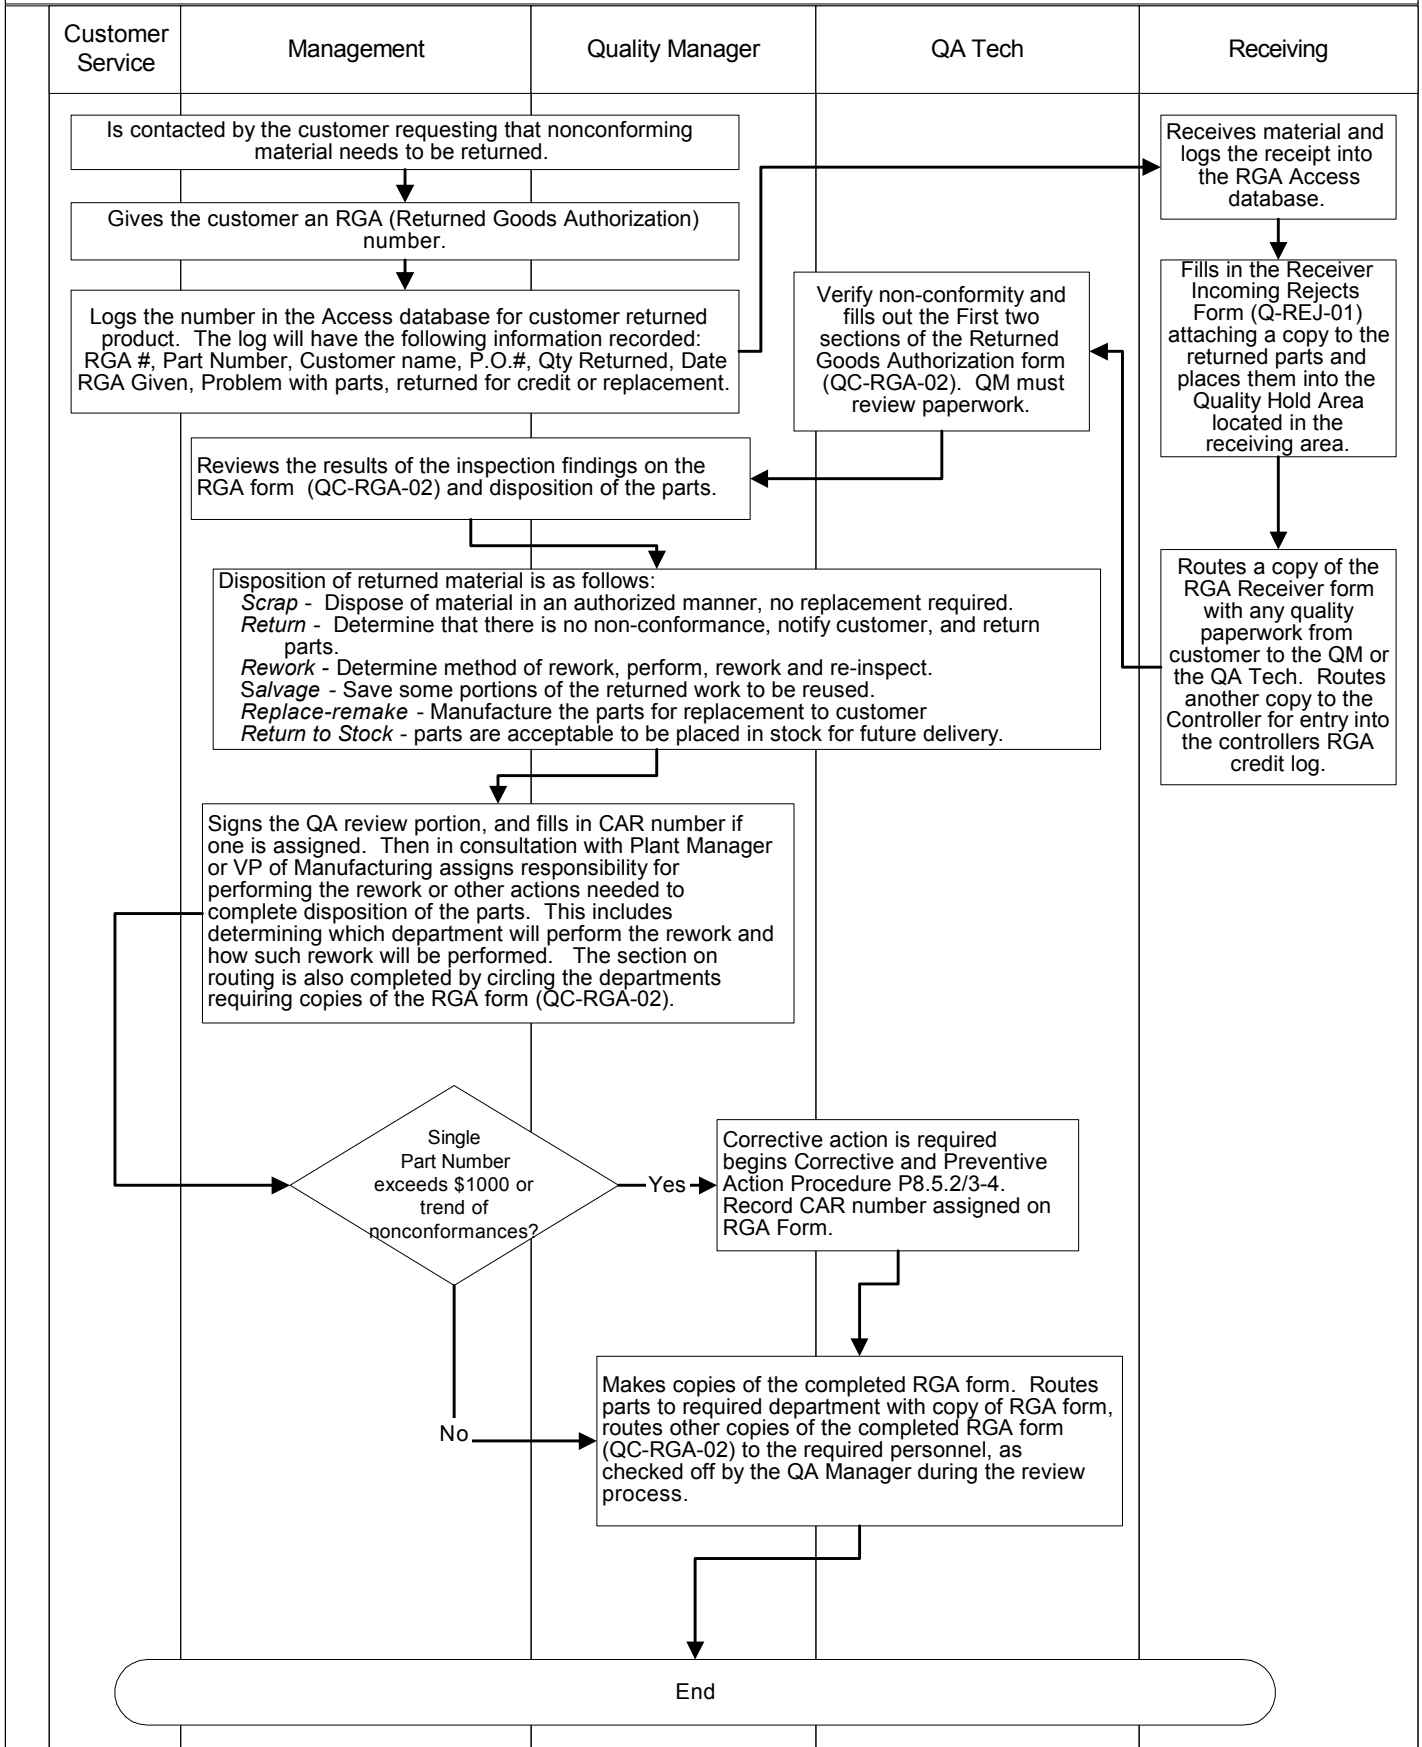 Customer
Service
Management
Quality Manager
QA Tech
Receiving
Is contacted by the customer requesting that nonconforming
material needs to be returned.
Gives the customer an RGA (Returned Goods Authorization)
number.
Logs the number in the Access database for customer returned
product.  The log will have the following information recorded:
RGA #, Part Number, Customer name, P.O.#, Qty Returned, Date
RGA Given, Problem with parts, returned for credit or replacement.
Receives material and
logs the receipt into
the RGA Access
database.
Fills in the Receiver
Incoming Rejects
Form (Q-REJ-01)
attaching a copy to the
returned parts and
places them into the
Quality Hold Area
located in the
receiving area.
Routes a copy of the
RGA Receiver form
with any quality
paperwork from
customer to the QM or
the QA Tech.  Routes
another copy to the
Controller for entry into
the controllers RGA
credit log.
Verify non-conformity and
fills out the First two
sections of the Returned
Goods Authorization form
(QC-RGA-02).  QM must
review paperwork.
Reviews the results of the inspection findings on the
RGA form  (QC-RGA-02) and disposition of the parts.
Disposition of returned material is as follows:
Scrap -  Dispose of material in an authorized manner, no replacement required.
Return -  Determine that there is no non-conformance, notify customer, and return
parts.
Rework - Determine method of rework, perform, rework and re-inspect.
Salvage - Save some portions of the returned work to be reused.
Replace-remake - Manufacture the parts for replacement to customer
Return to Stock - parts are acceptable to be placed in stock for future delivery.
Signs the QA review portion, and fills in CAR number if
one is assigned.  Then in consultation with Plant Manager
or VP of Manufacturing assigns responsibility for
performing the rework or other actions needed to
complete disposition of the parts.  This includes
determining which department will perform the rework and
how such rework will be performed.   The section on
routing is also completed by circling the departments
requiring copies of the RGA form (QC-RGA-02).
Single
Part Number
exceeds $1000 or
trend of
nonconformances?
Yes
Corrective action is required
begins Corrective and Preventive
Action Procedure P8.5.2/3-4.
Record CAR number assigned on
RGA Form.
No
Makes copies of the completed RGA form.  Routes
parts to required department with copy of RGA form,
routes other copies of the completed RGA form
(QC-RGA-02) to the required personnel, as
checked off by the QA Manager during the review
process.
End